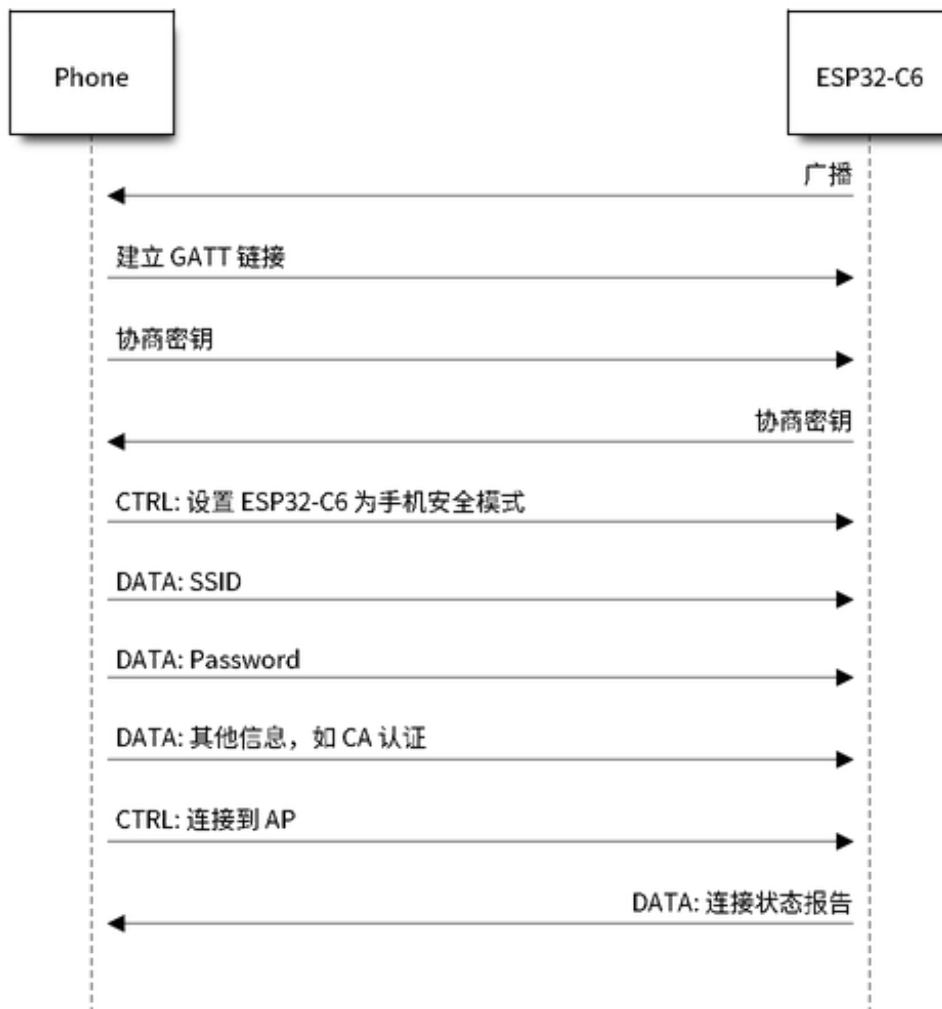 Phone
ESP32-C6
广播
建立 GATT 链接
协商密钥
协商密钥
CTRL: 设置 ESP32-C6 为手机安全模式
DATA: SSID
DATA: Password
DATA: 其他信息，如 CA 认证
CTRL: 连接到 AP
DATA: 连接状态报告